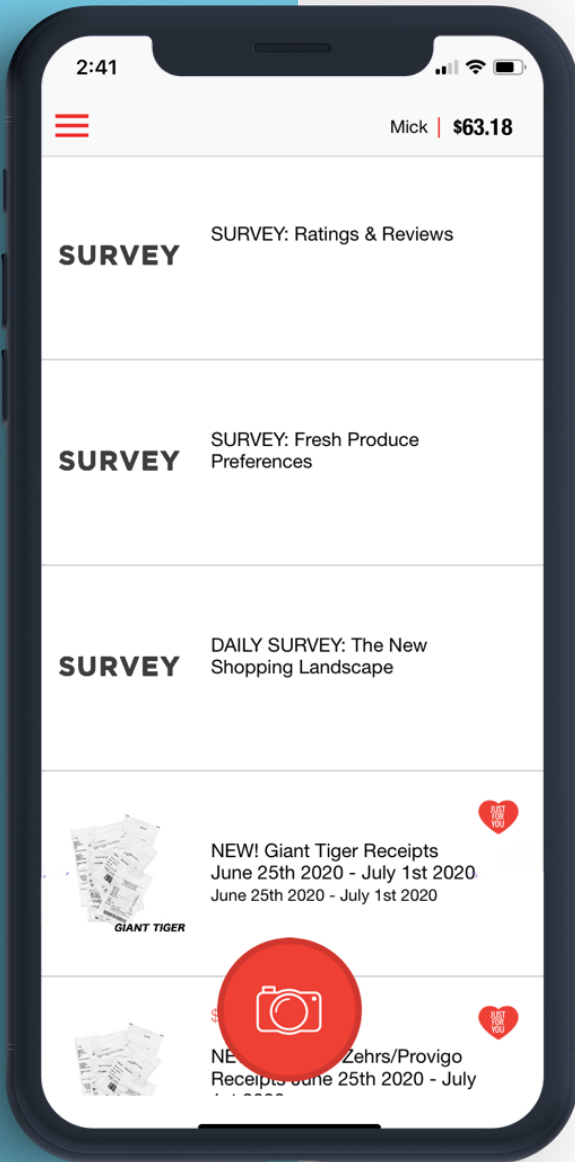 2:41
Mick | $63.18
SURVEY
SURVEY: Ratings & Reviews
SURVEY
SURVEY: Fresh Produce
Preferences
SURVEY
DAILY SURVEY: The New
Shopping Landscape
JUST
FOR
YOU
NEW! Giant Tiger Receipts
June 25th 2020 - July 1st 2020
June 25th 2020 - July 1st 2020
GIANT TIGER
JUST
FOR
YOU
Zehrs/Provigo
Receipts June 25th 2020 - July